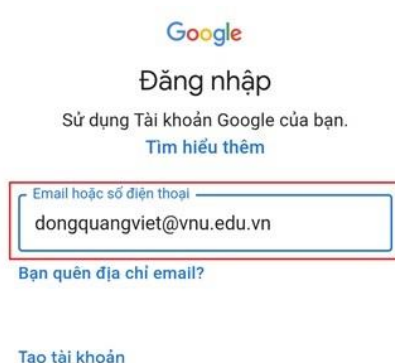 Google
Đăng nhập
Sử dụng Tài khoản Google của bạn.
Tìm hiểu thêm
Email hoặc số điện thoại
dongquangviet@vnu.edu.vn
Bạn quên địa chỉ email?
Tạo tài khoản